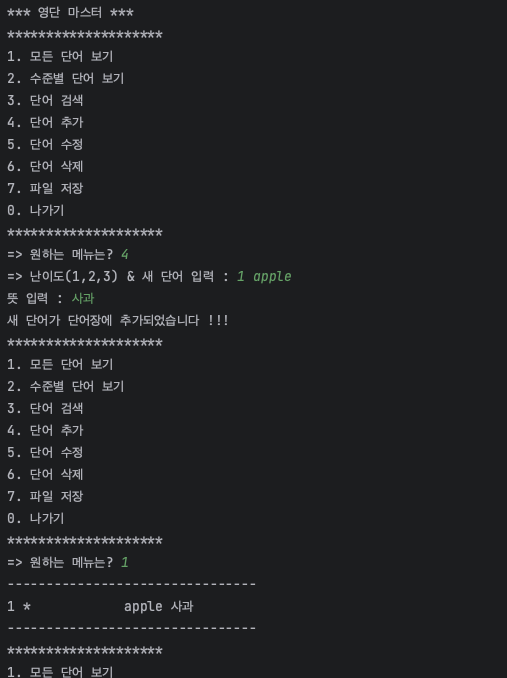 *** 영단 마스터 ***
********************
1. 모든 단어 보기
2. 수준별 단어 보기
3. 단어 검색
4. 단어 추가
5. 단어 수정
6. 단어 삭제
7. 파일 저장
0. 나가기
********************
=> 원하는 메뉴는? 4
=> 난이도(1,2,3) & 새 단어 입력 : 1 apple
뜻 입력 : 사과
새 단어가 단어장에 추가되었습니다 !!!
********************
1. 모든 단어 보기
2. 수준별 단어 보기
3. 단어 검색
4. 단어 추가
5. 단어 수정
6. 단어 삭제
7. 파일 저장
0. 나가기
********************
=> 원하는 메뉴는? 1
--------------------------------
1 *            apple 사과
--------------------------------
********************
1. 모든 단어 보기